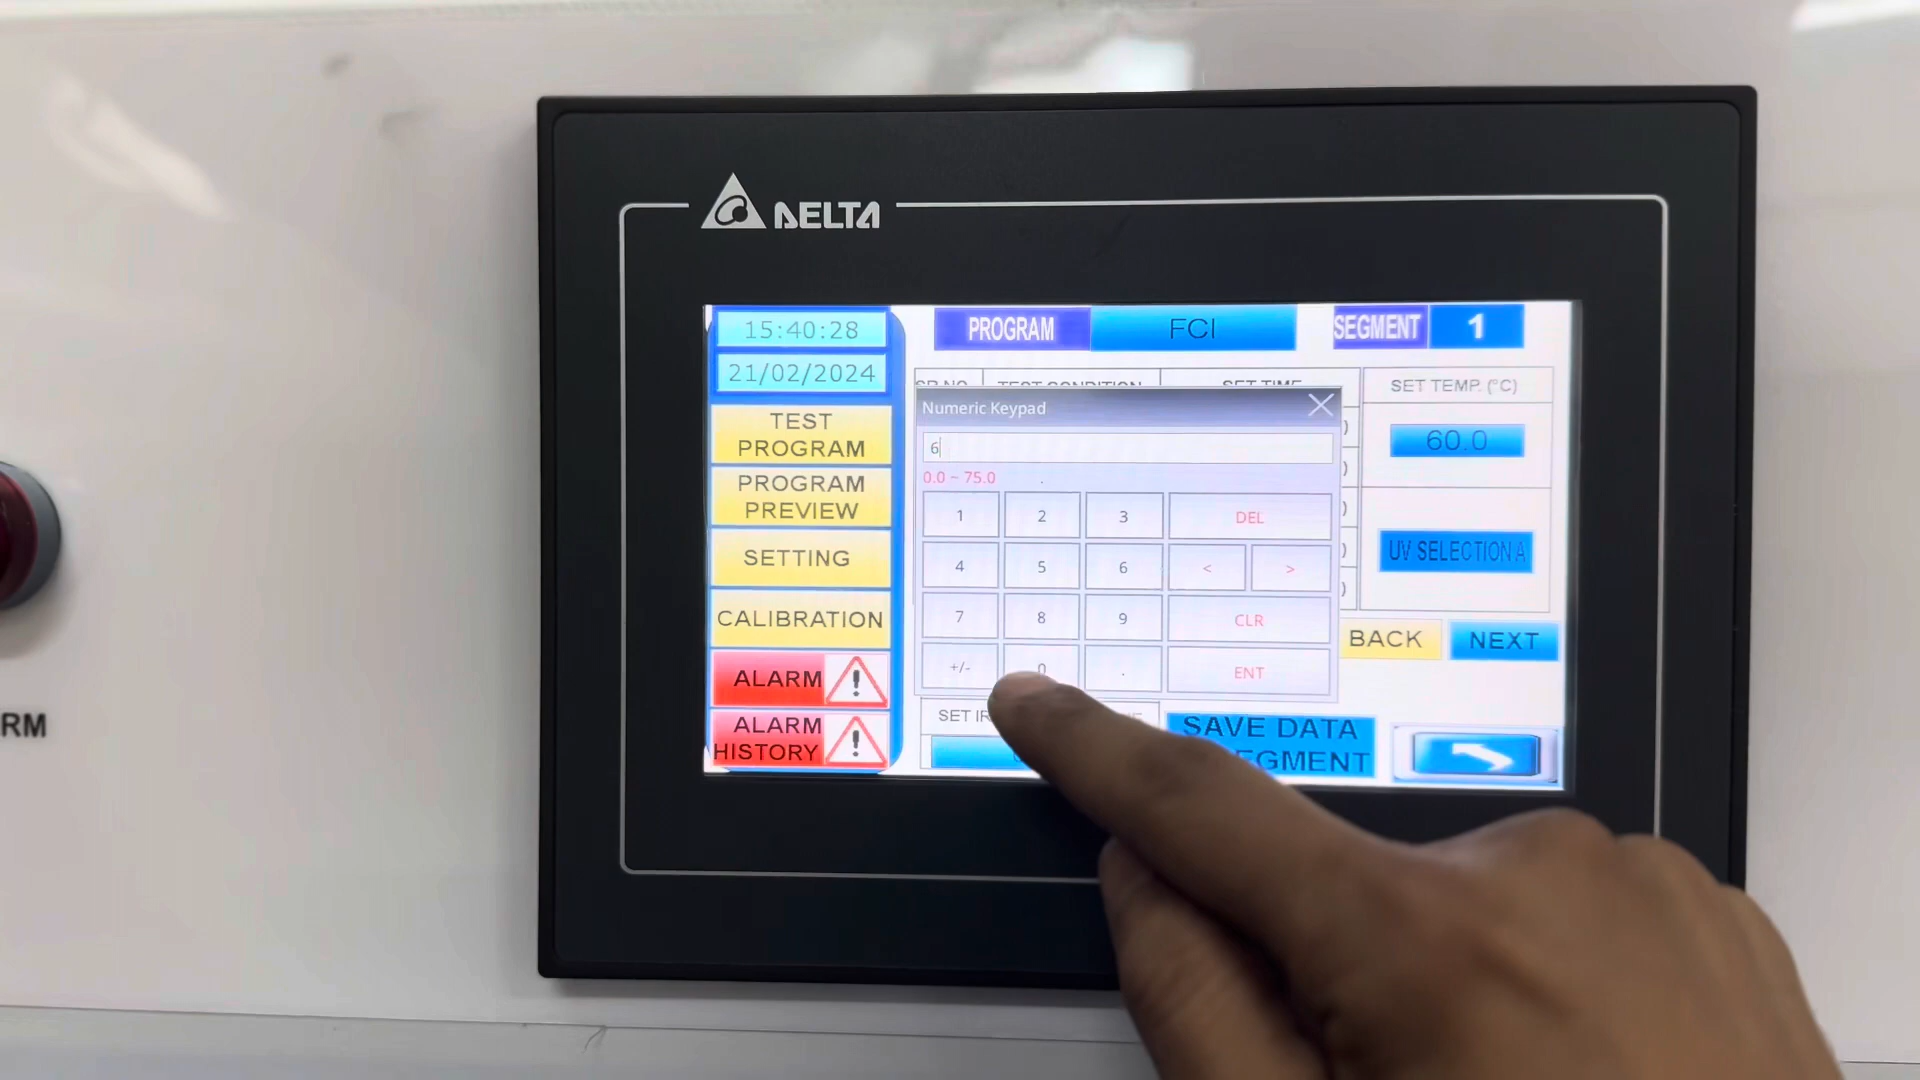 DELTA
15:40:28
21/02/2024
TEST
PROGRAM
PROGRAM
PREVIEW
SETTING
CALIBRATION
ALARM
ALARM
HISTORY
PROGRAM FCI SEGMENT 1
SR NO. TEST CONDITION SET TIME
SET TEMP. (°C)
60.0
UV SELECTION A
Numeric Keypad
6
0.0 ~ 75.0
1 2 3 DEL
4 5 6 < >
7 8 9 CLR
+/- 0 . ENT
BACK NEXT
SET
SAVE DATA
RM